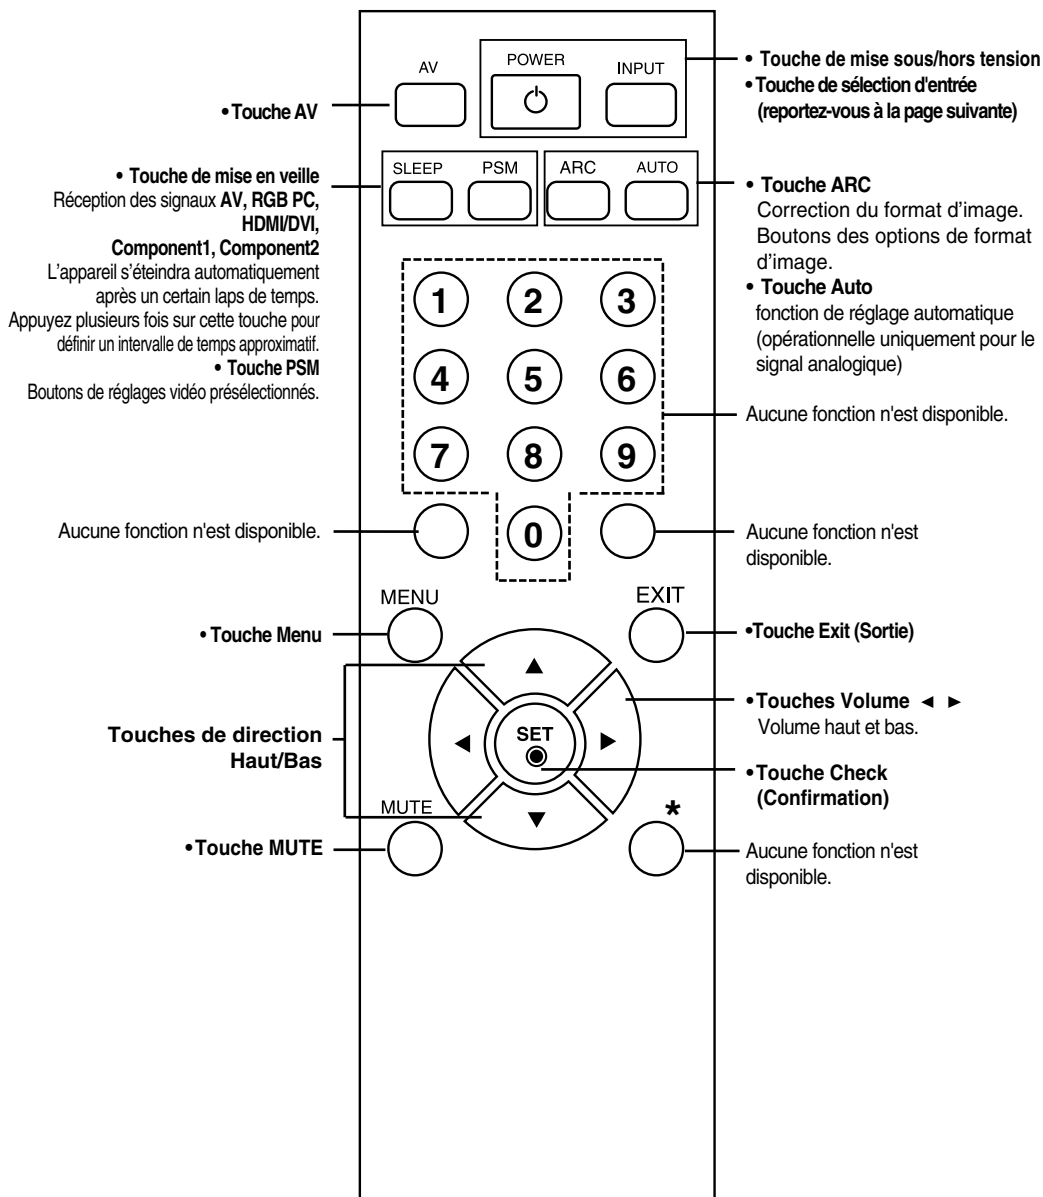 AV
POWER
INPUT
• Touche AV
• Touche de mise sous/hors tension
• Touche de sélection d'entrée
(reportez-vous à la page suivante)
SLEEP
PSM
ARC
AUTO
• Touche de mise en veille
Réception des signaux AV, RGB PC,
HDMI/DVI,
Component1, Component2
L'appareil s'éteindra automatiquement
après un certain laps de temps.
Appuyez plusieurs fois sur cette touche pour
définir un intervalle de temps approximatif.
• Touche PSM
Boutons de réglages vidéo présélectionnés.
• Touche ARC
Correction du format d'image.
Boutons des options de format
d'image.
• Touche Auto
fonction de réglage automatique
(opérationnelle uniquement pour le
signal analogique)
1
2
3
4
5
6
7
8
9
0
Aucune fonction n'est disponible.
Aucune fonction n'est disponible.
Aucune fonction n'est
disponible.
MENU
EXIT
• Touche Menu
•Touche Exit (Sortie)
▲
◄
SET
►
▼
Touches de direction
Haut/Bas
• Touches Volume ◄ ►
Volume haut et bas.
• Touche Check
(Confirmation)
MUTE
*
• Touche MUTE
Aucune fonction n'est
disponible.